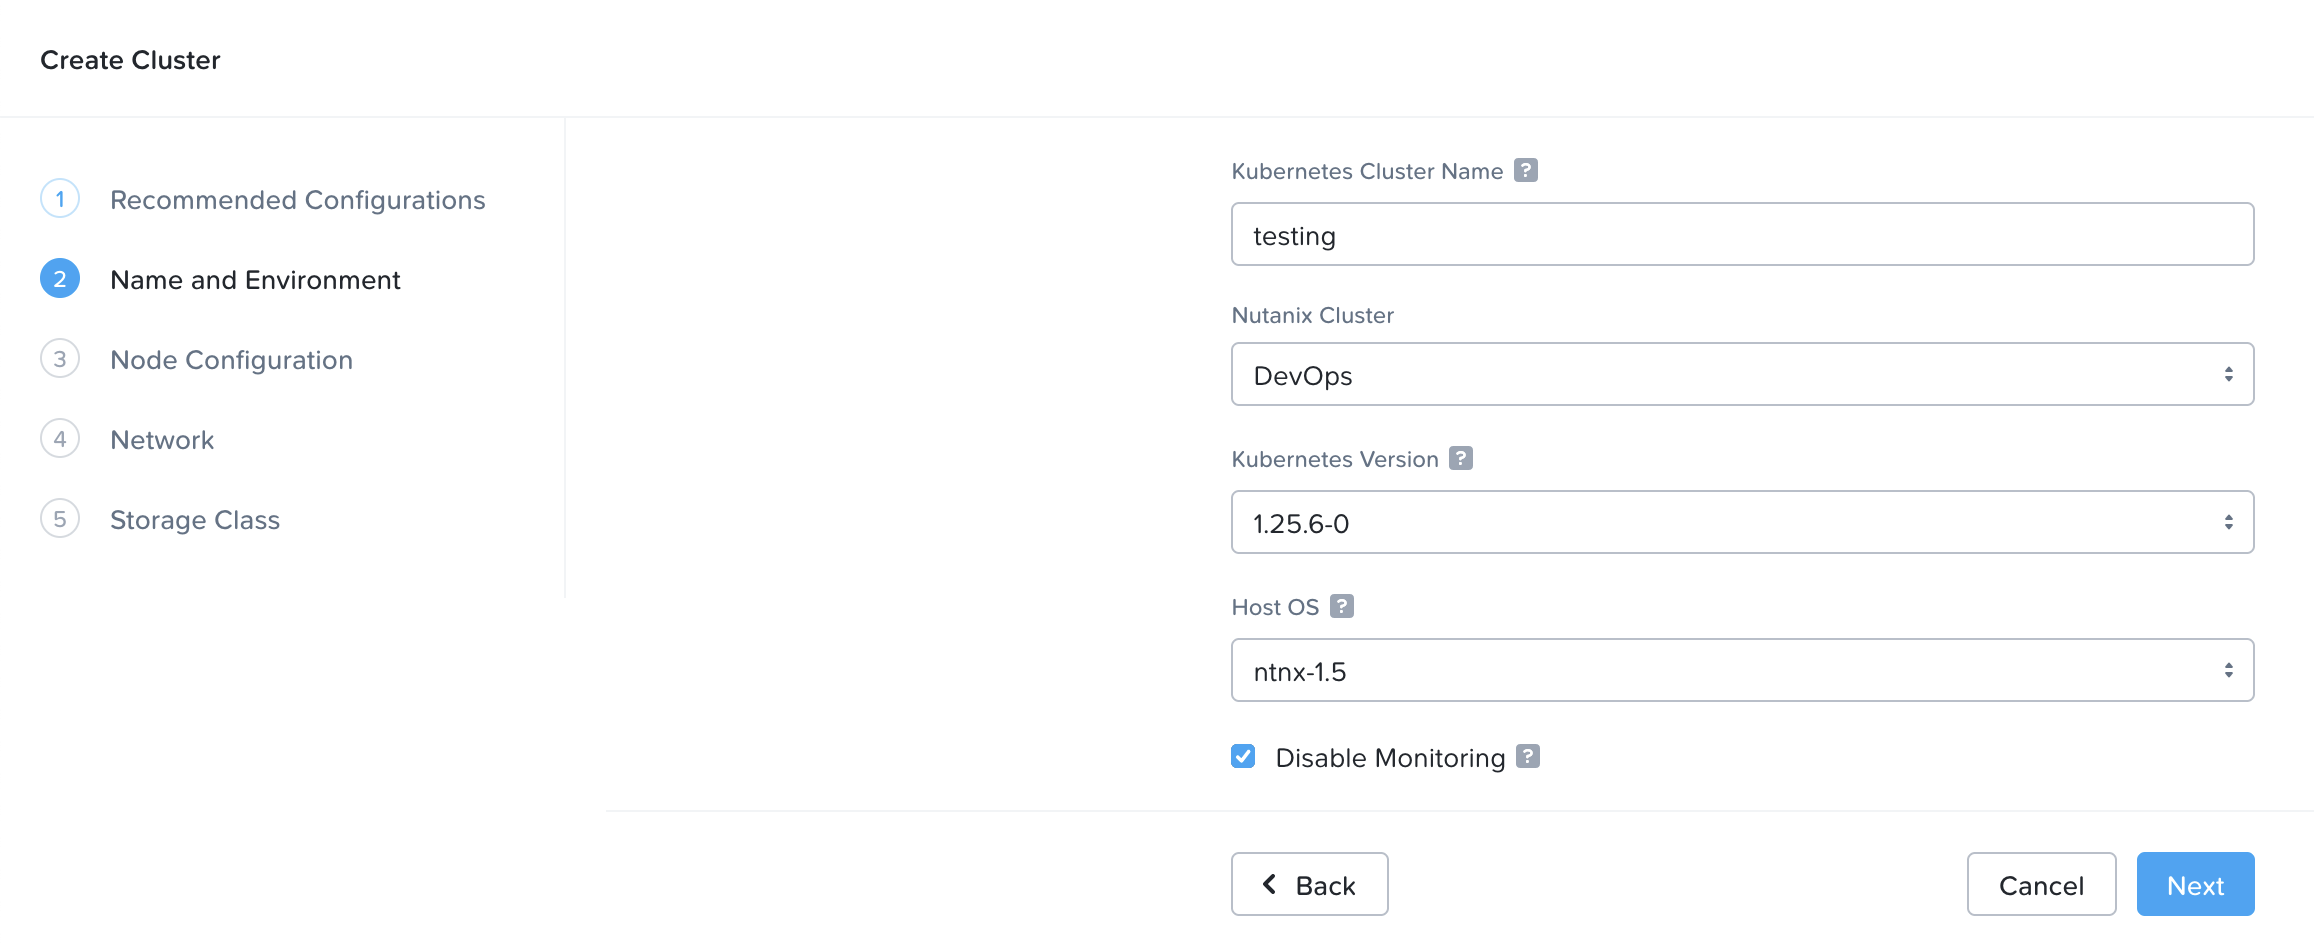 Create Cluster
1 Recommended Configurations
2 Name and Environment
3 Node Configuration
4 Network
5 Storage Class
Kubernetes Cluster Name ?
testing
Nutanix Cluster
DevOps
Kubernetes Version ?
1.25.6-0
Host OS ?
ntnx-1.5
Disable Monitoring ?
Back
Cancel
Next